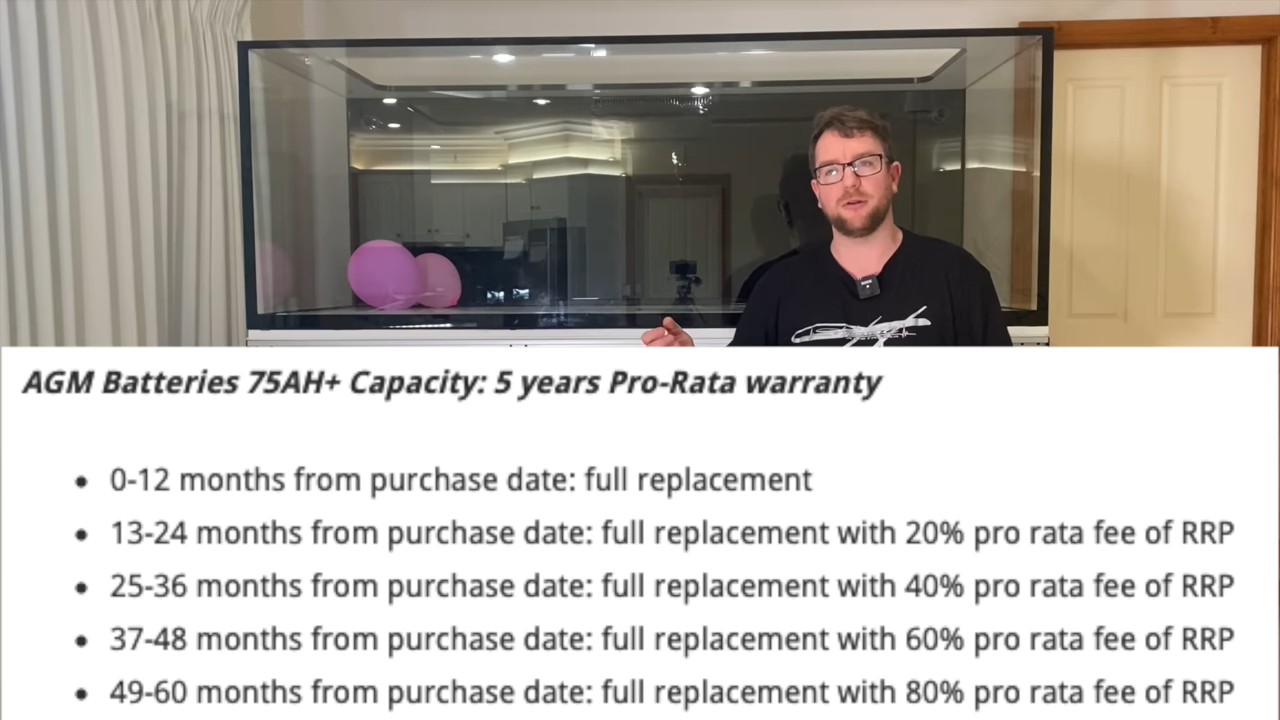 AGM Batteries 75AH+ Capacity: 5 years Pro-Rata warranty
0-12 months from purchase date: full replacement
13-24 months from purchase date: full replacement with 20% pro rata fee of RRP
25-36 months from purchase date: full replacement with 40% pro rata fee of RRP
37-48 months from purchase date: full replacement with 60% pro rata fee of RRP
49-60 months from purchase date: full replacement with 80% pro rata fee of RRP